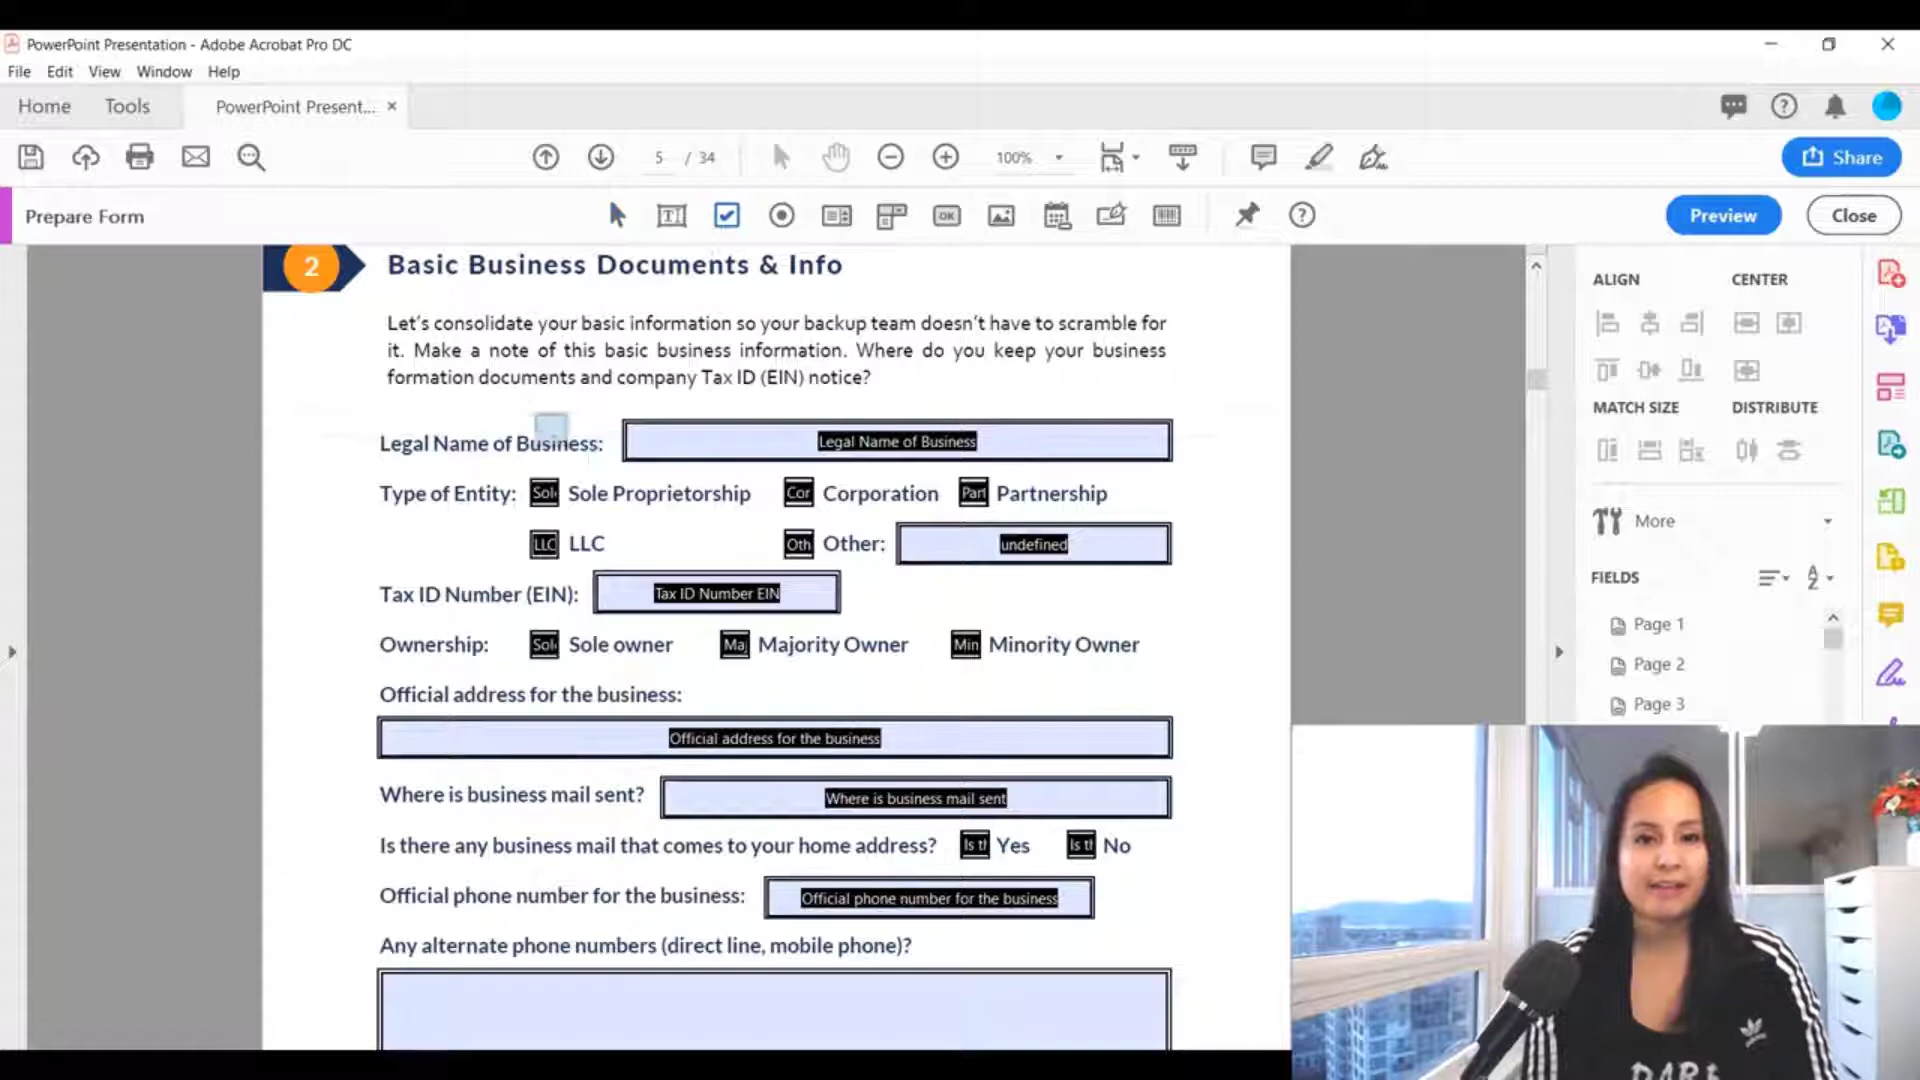 PowerPoint Presentation - Adobe Acrobat Pro DC
File Edit View Window Help
Home Tools PowerPoint Present...
5 / 34 100% Share
Prepare Form OK Preview Close
2 Basic Business Documents & Info
Let's consolidate your basic information so your backup team doesn't have to scramble for
it. Make a note of this basic business information. Where do you keep your business
formation documents and company Tax ID (EIN) notice?
Legal Name of Business: Legal Name of Business
Type of Entity: Sol Sole Proprietorship Cor Corporation Part Partnership
LLC LLC Oth Other: undefined
Tax ID Number (EIN): Tax ID Number EIN
Ownership: Sol Sole owner Maj Majority Owner Min Minority Owner
Official address for the business:
Official address for the business
Where is business mail sent? Where is business mail sent
Is there any business mail that comes to your home address? Is th Yes Is th No
Official phone number for the business: Official phone number for the business
Any alternate phone numbers (direct line, mobile phone)?
ALIGN CENTER
MATCH SIZE DISTRIBUTE
More
FIELDS
Page 1
Page 2
Page 3